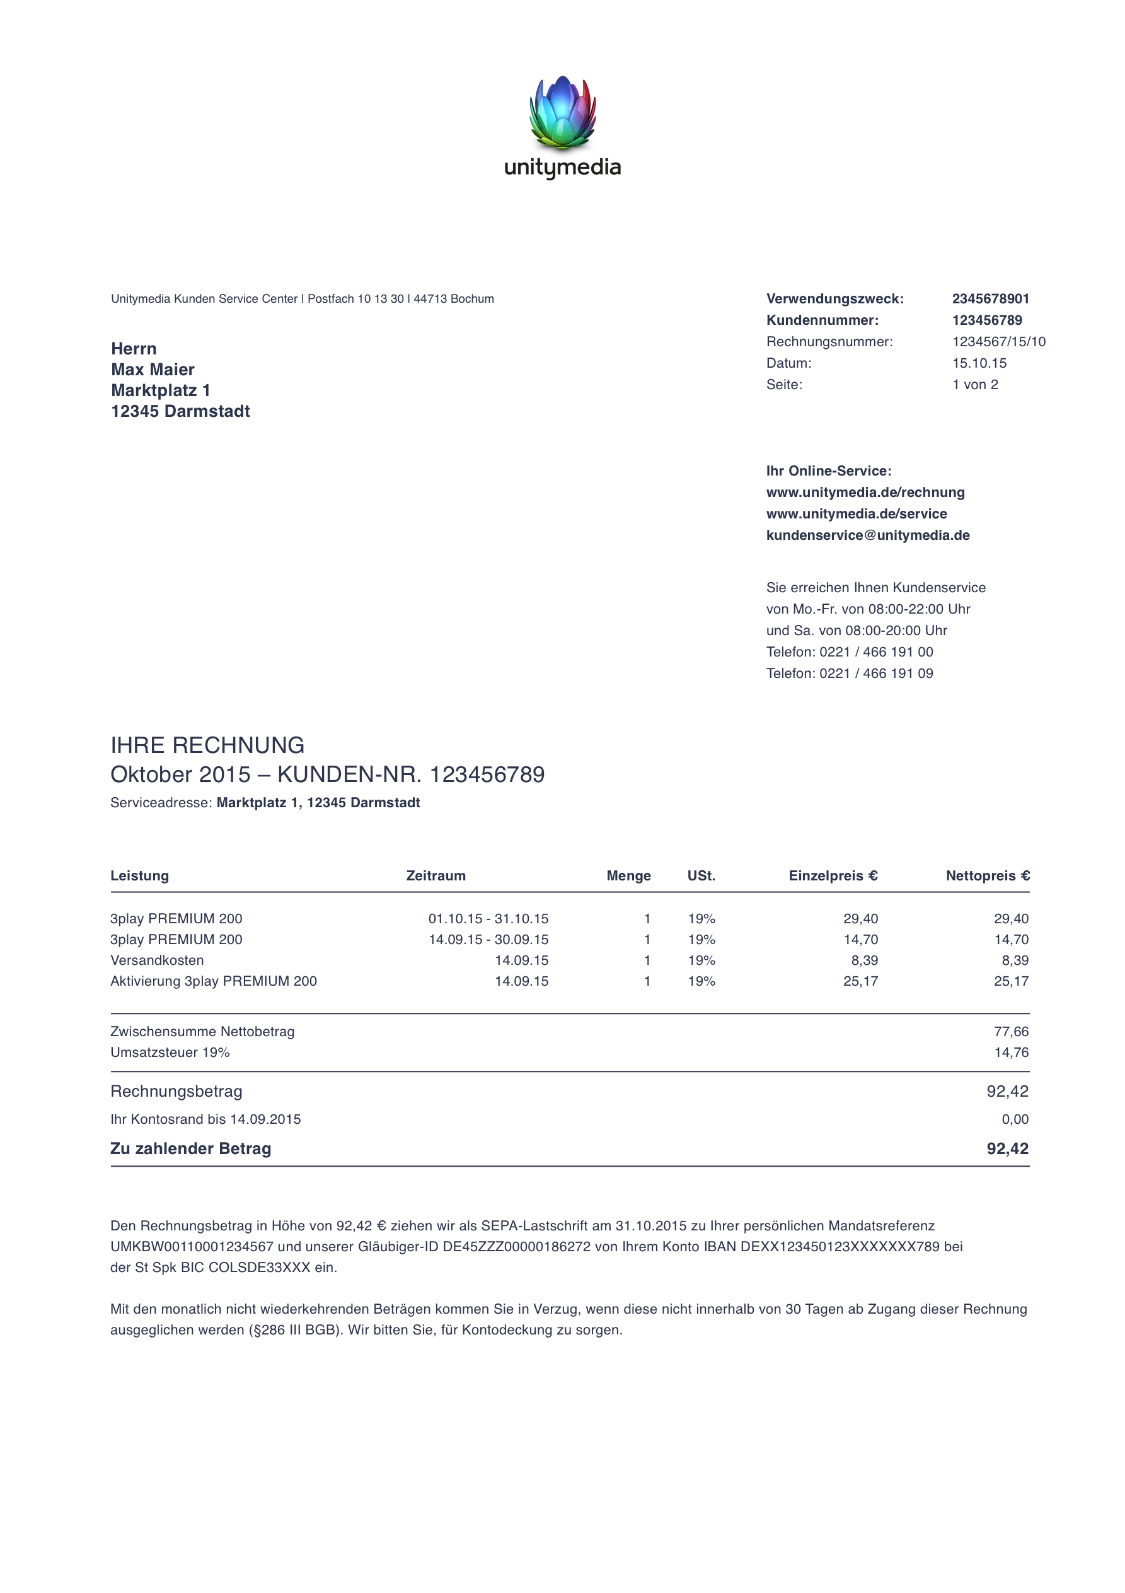 unitymedia
Unitymedia Kunden Service Center | Postfach 10 13 30 | 44713 Bochum
Herrn
Max Maier
Marktplatz 1
12345 Darmstadt
Verwendungszweck: 2345678901
Kundennummer: 123456789
Rechnungsnummer: 1234567/15/10
Datum: 15.10.15
Seite: 1 von 2
Ihr Online-Service:
www.unitymedia.de/rechnung
www.unitymedia.de/service
kundenservice@unitymedia.de
Sie erreichen Ihnen Kundenservice
von Mo.-Fr. von 08:00-22:00 Uhr
und Sa. von 08:00-20:00 Uhr
Telefon: 0221 / 466 191 00
Telefon: 0221 / 466 191 09
IHRE RECHNUNG
Oktober 2015 – KUNDEN-NR. 123456789
Serviceadresse: Marktplatz 1, 12345 Darmstadt
Leistung Zeitraum Menge USt. Einzelpreis € Nettopreis €
3play PREMIUM 200 01.10.15 - 31.10.15 1 19% 29,40 29,40
3play PREMIUM 200 14.09.15 - 30.09.15 1 19% 14,70 14,70
Versandkosten 14.09.15 1 19% 8,39 8,39
Aktivierung 3play PREMIUM 200 14.09.15 1 19% 25,17 25,17
Zwischensumme Nettobetrag 77,66
Umsatzsteuer 19% 14,76
Rechnungsbetrag 92,42
Ihr Kontosrand bis 14.09.2015 0,00
Zu zahlender Betrag 92,42
Den Rechnungsbetrag in Höhe von 92,42 € ziehen wir als SEPA-Lastschrift am 31.10.2015 zu Ihrer persönlichen Mandatsreferenz
UMKBW00110001234567 und unserer Gläubiger-ID DE45ZZZ00000186272 von Ihrem Konto IBAN DEXX123450123XXXXXXX789 bei
der St Spk BIC COLSDE33XXX ein.
Mit den monatlich nicht wiederkehrenden Beträgen kommen Sie in Verzug, wenn diese nicht innerhalb von 30 Tagen ab Zugang dieser Rechnung
ausgeglichen werden (§286 III BGB). Wir bitten Sie, für Kontodeckung zu sorgen.